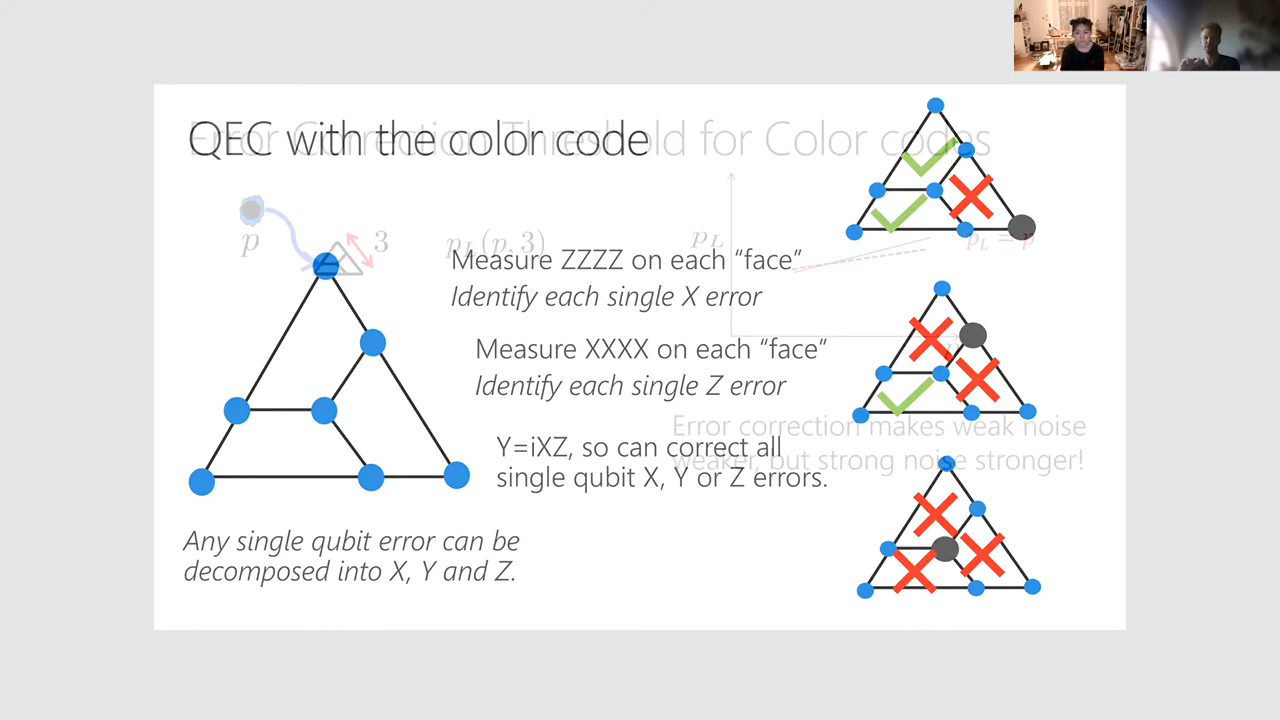 QEC with the color code
Error Correction Threshold for Color codes
p
3
p_L(p, 3)
p_L
p_L = p
Measure ZZZZ on each “face”
Identify each single X error
Measure XXXX on each “face”
Identify each single Z error
Error correction makes weak noise
weaker, but strong noise stronger!
Y=iXZ, so can correct all
single qubit X, Y or Z errors.
Any single qubit error can be
decomposed into X, Y and Z.